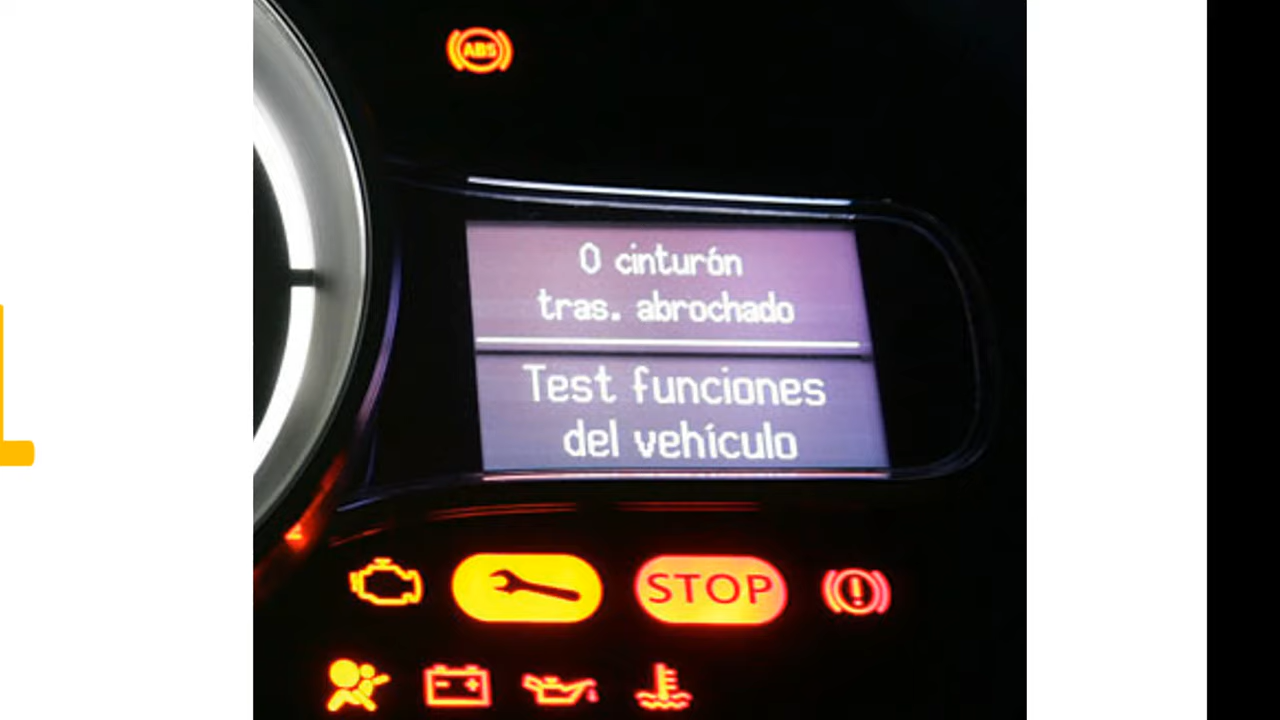 ABS
0 cinturón
tras. abrochado
Test funciones
del vehículo
STOP